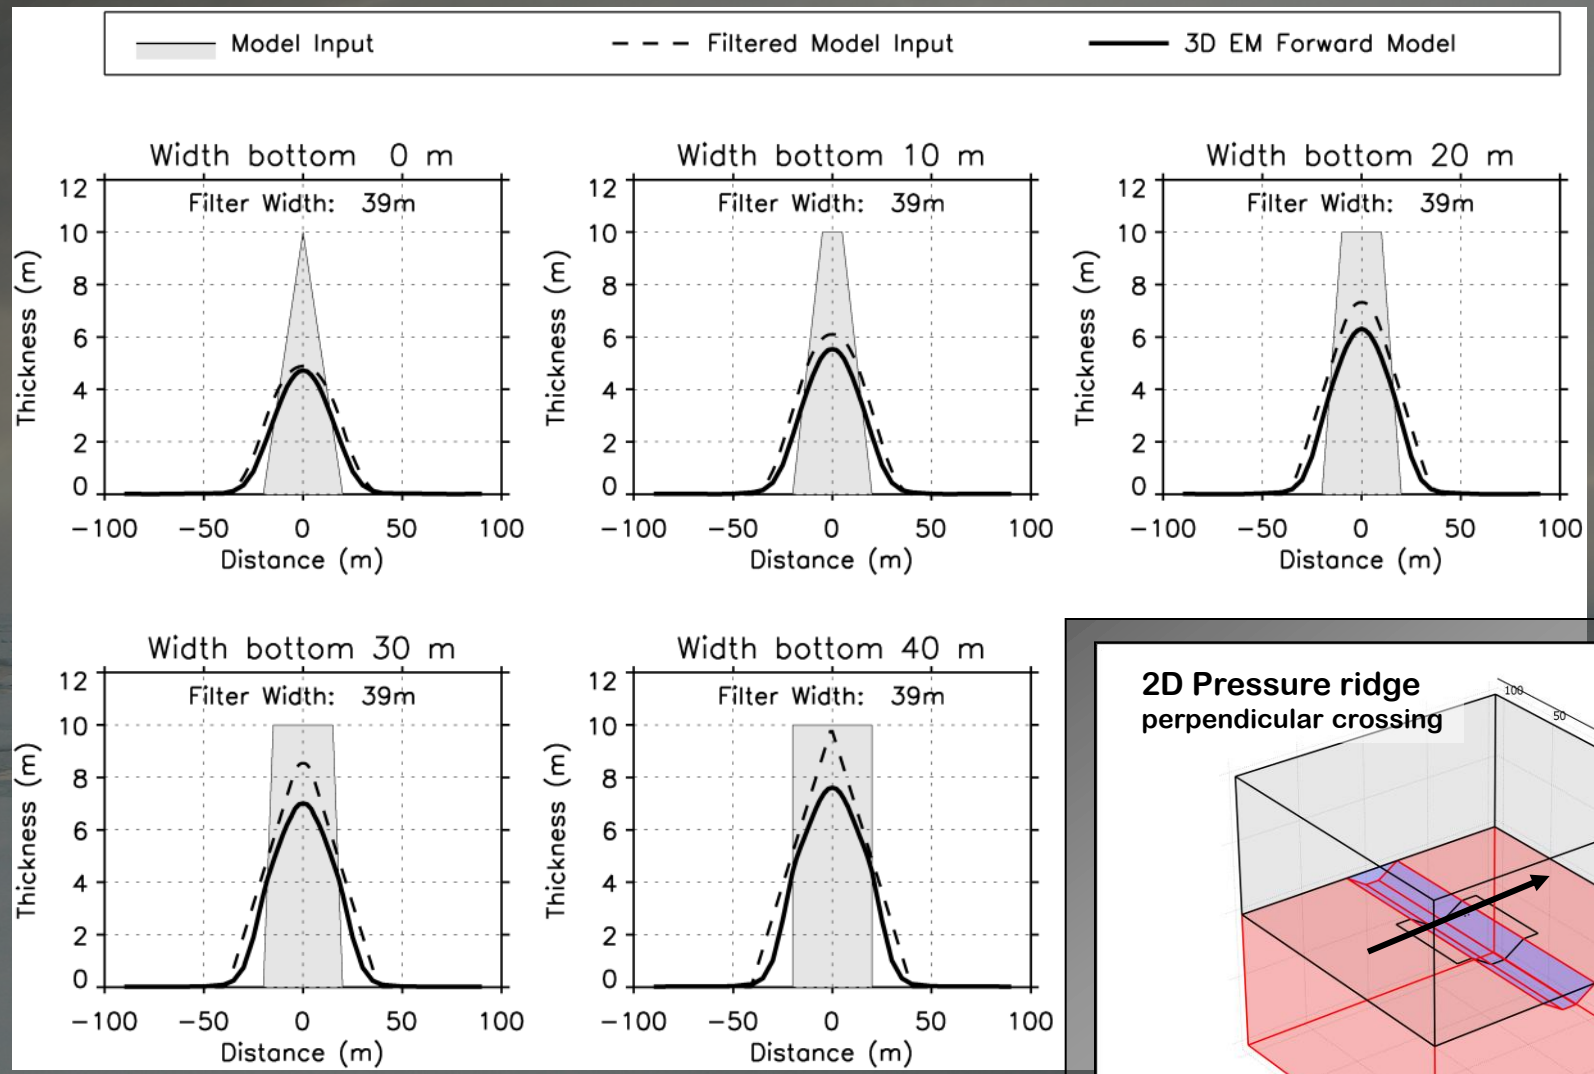 Model Input
Filtered Model Input
3D EM Forward Model
Width bottom 0 m
Filter Width: 39m
12
10
8
6
4
2
0
Thickness (m)
-100 -50 0 50 100
Distance (m)
Width bottom 10 m
Filter Width: 39m
12
10
8
6
4
2
0
Thickness (m)
-100 -50 0 50 100
Distance (m)
Width bottom 20 m
Filter Width: 39m
12
10
8
6
4
2
0
Thickness (m)
-100 -50 0 50 100
Distance (m)
Width bottom 30 m
Filter Width: 39m
12
10
8
6
4
2
0
Thickness (m)
-100 -50 0 50 100
Distance (m)
Width bottom 40 m
Filter Width: 39m
12
10
8
6
4
2
0
Thickness (m)
-100 -50 0 50 100
Distance (m)
2D Pressure ridge
perpendicular crossing
100
50